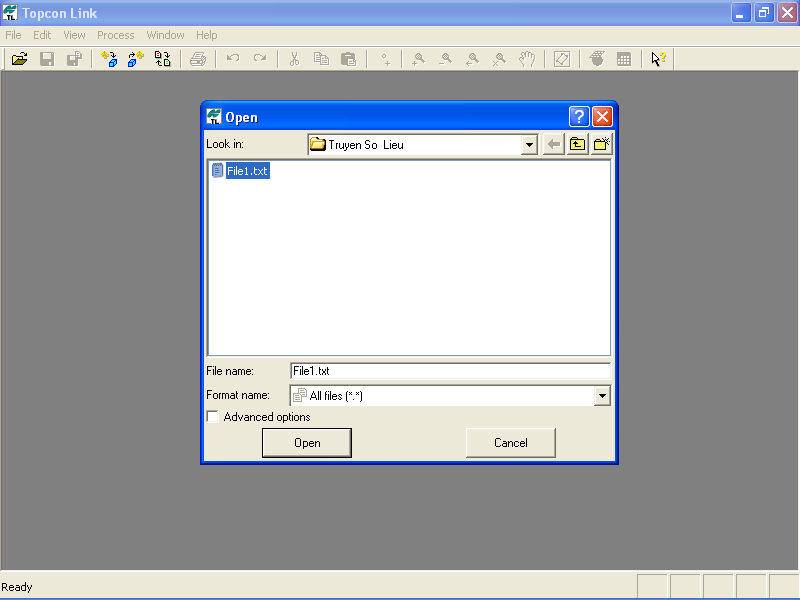 Topcon Link
File Edit View Process Window Help
Open
Look in: Truyen So Lieu
File1.txt
File name: File1.txt
Format name: All files (*.*)
Advanced options
Open Cancel
Ready